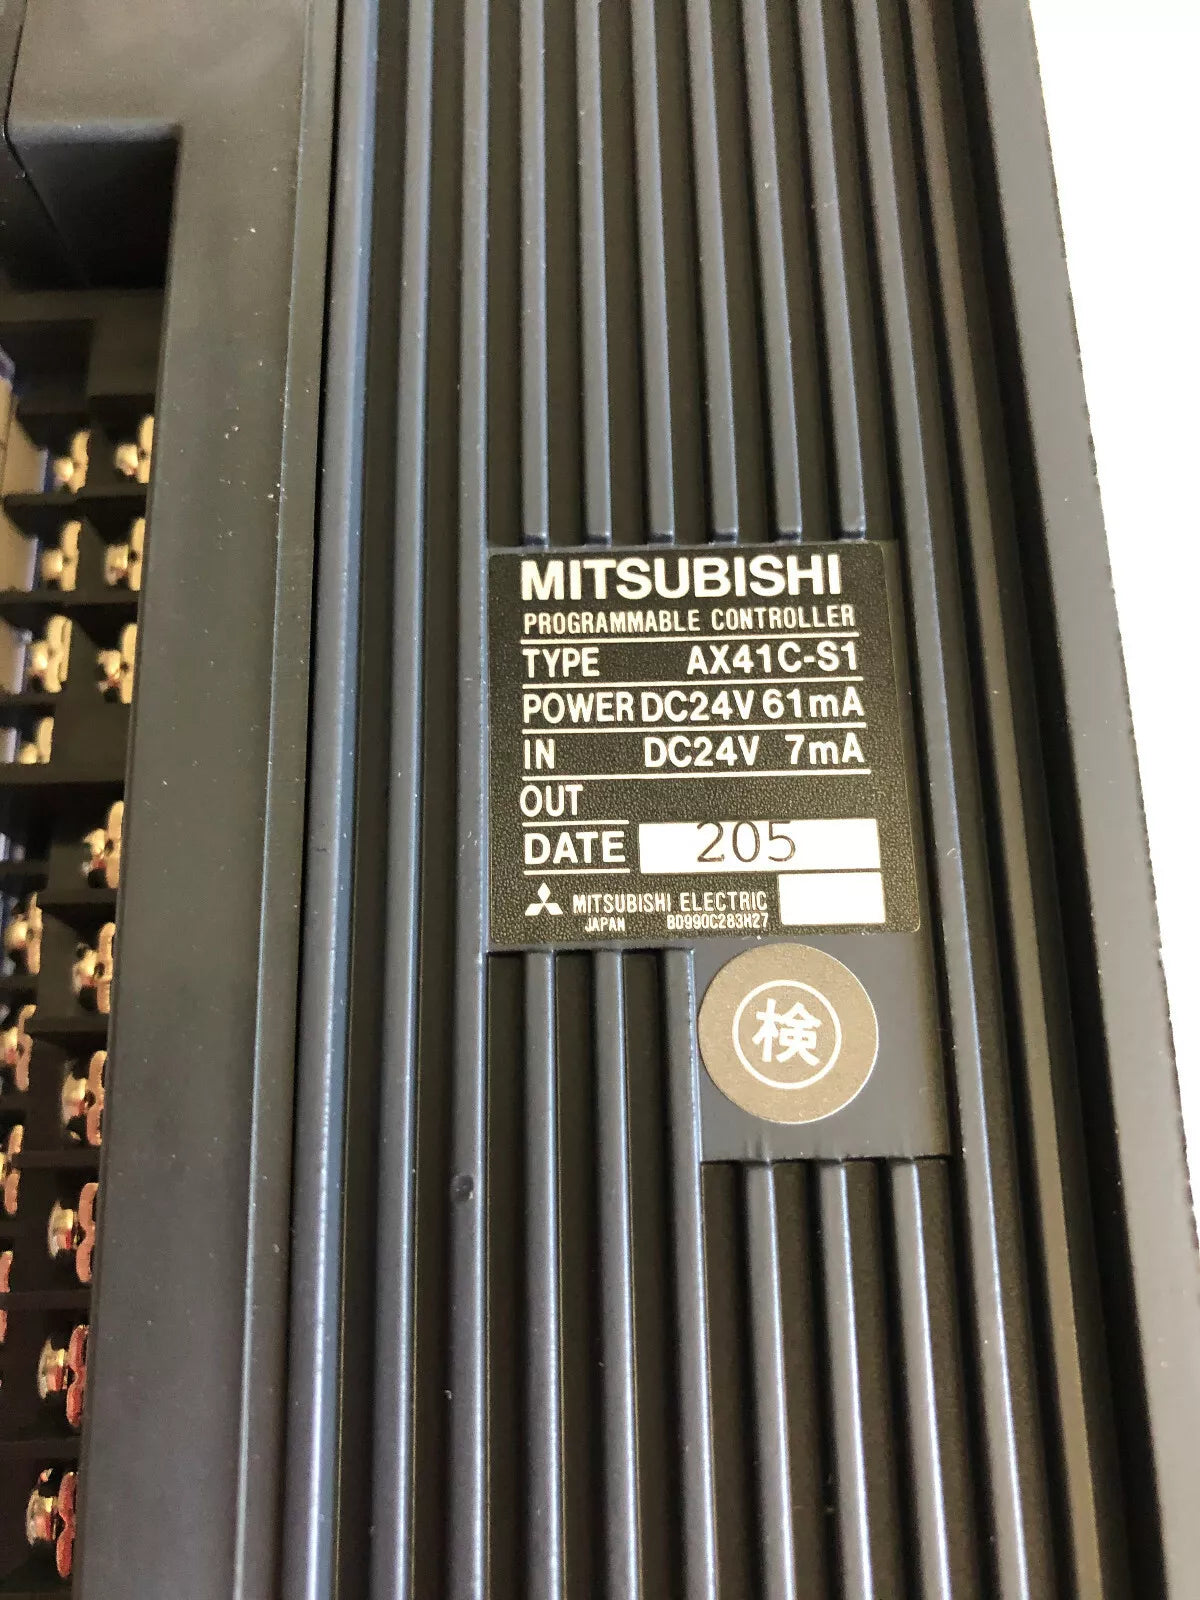 MITSUBISHI
PROGRAMMABLE CONTROLLER
TYPE AX41C-S1
POWER DC24V 61mA
IN DC24V 7mA
OUT
DATE 205
MITSUBISHI ELECTRIC
JAPAN BD990C283H27
検